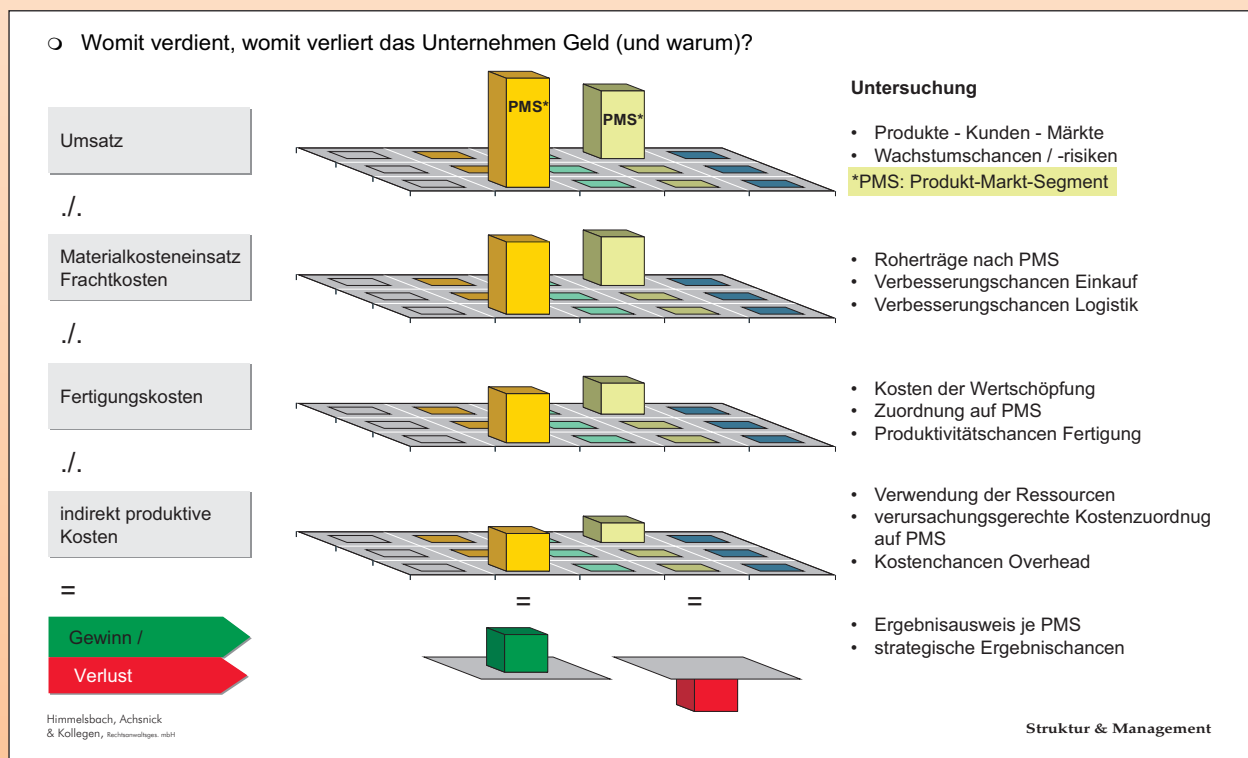 Womit verdient, womit verliert das Unternehmen Geld (und warum)?
Umsatz
PMS*
PMS*
Untersuchung
• Produkte - Kunden - Märkte
• Wachstumschancen / -risiken
*PMS: Produkt-Markt-Segment
./.
Materialkosteneinsatz
Frachtkosten
• Roherträge nach PMS
• Verbesserungschancen Einkauf
• Verbesserungschancen Logistik
./.
Fertigungskosten
• Kosten der Wertschöpfung
• Zuordnung auf PMS
• Produktivitätschancen Fertigung
./.
indirekt produktive
Kosten
• Verwendung der Ressourcen
• verursachungsgerechte Kostenzuordnug
auf PMS
• Kostenchancen Overhead
=
= =
Gewinn /
Verlust
• Ergebnisausweis je PMS
• strategische Ergebnischancen
Himmelsbach, Achsnick
& Kollegen, Rechtsanwaltsges. mbH
Struktur & Management